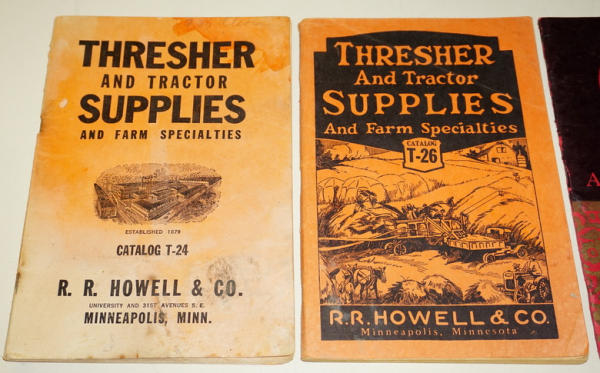 THRESHER
AND TRACTOR
SUPPLIES
AND FARM SPECIALTIES
ESTABLISHED 1879
CATALOG T-24
R. R. HOWELL & CO.
UNIVERSITY AND 31ST AVENUES S. E.
MINNEAPOLIS, MINN.
THRESHER
And Tractor
SUPPLIES
And Farm Specialties
CATALOG
T-26
R.R. HOWELL & CO.
Minneapolis, Minnesota
A